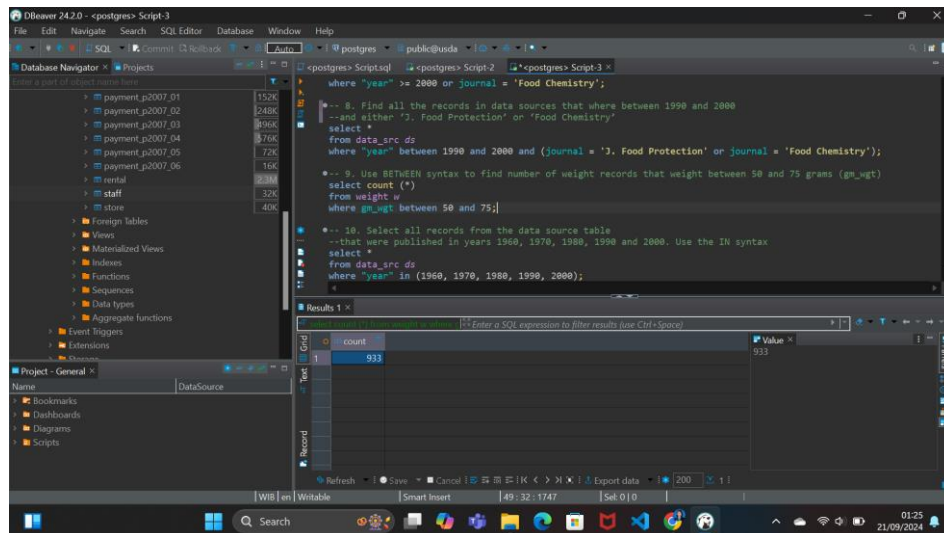 DBeaver 24.2.0 - <postgres> Script-3
File Edit Navigate Search SQL Editor Database Window Help
SQL Commit Rollback Auto postgres public@usda
Database Navigator × Projects
<postgres> Script.sql <postgres> Script-2 *<postgres> Script-3 ×
Enter a part of object name here
payment_p2007_01 152K
payment_p2007_02 248K
payment_p2007_03 496K
payment_p2007_04 576K
payment_p2007_05 72K
payment_p2007_06 16K
rental 2.3M
staff 32K
store 40K
Foreign Tables
Views
Materialized Views
Indexes
Functions
Sequences
Data types
Aggregate functions
Event Triggers
Extensions
Storage
where "year" >= 2000 or journal = 'Food Chemistry';
-- 8. Find all the records in data sources that where between 1990 and 2000
--and either 'J. Food Protection' or 'Food Chemistry'
select *
from data_src ds
where "year" between 1990 and 2000 and (journal = 'J. Food Protection' or journal = 'Food Chemistry');
-- 9. Use BETWEEN syntax to find number of weight records that weight between 50 and 75 grams (gm_wgt)
select count (*)
from weight w
where gm_wgt between 50 and 75;
-- 10. Select all records from the data source table
--that were published in years 1960, 1970, 1980, 1990 and 2000. Use the IN syntax
select *
from data_src ds
where "year" in (1960, 1970, 1980, 1990, 2000);
Project - General ×
Name DataSource
Bookmarks
Dashboards
Diagrams
Scripts
Results 1 ×
select count (*) from weight w where Enter a SQL expression to filter results (use Ctrl+Space)
Grid
Text
Record
count
1 933
Value ×
933
Refresh Save Cancel Export data 200 1
WIB en Writable Smart Insert 49 : 32 : 1747 Sel: 0 | 0
Search
01:25
21/09/2024